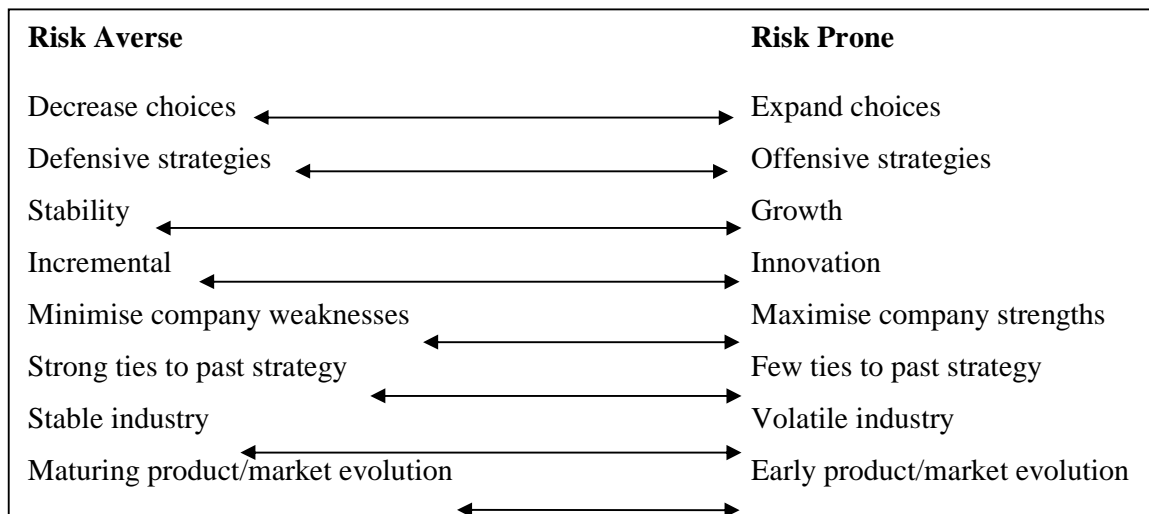 Risk Averse Risk Prone
Decrease choices Expand choices
Defensive strategies Offensive strategies
Stability Growth
Incremental Innovation
Minimise company weaknesses Maximise company strengths
Strong ties to past strategy Few ties to past strategy
Stable industry Volatile industry
Maturing product/market evolution Early product/market evolution